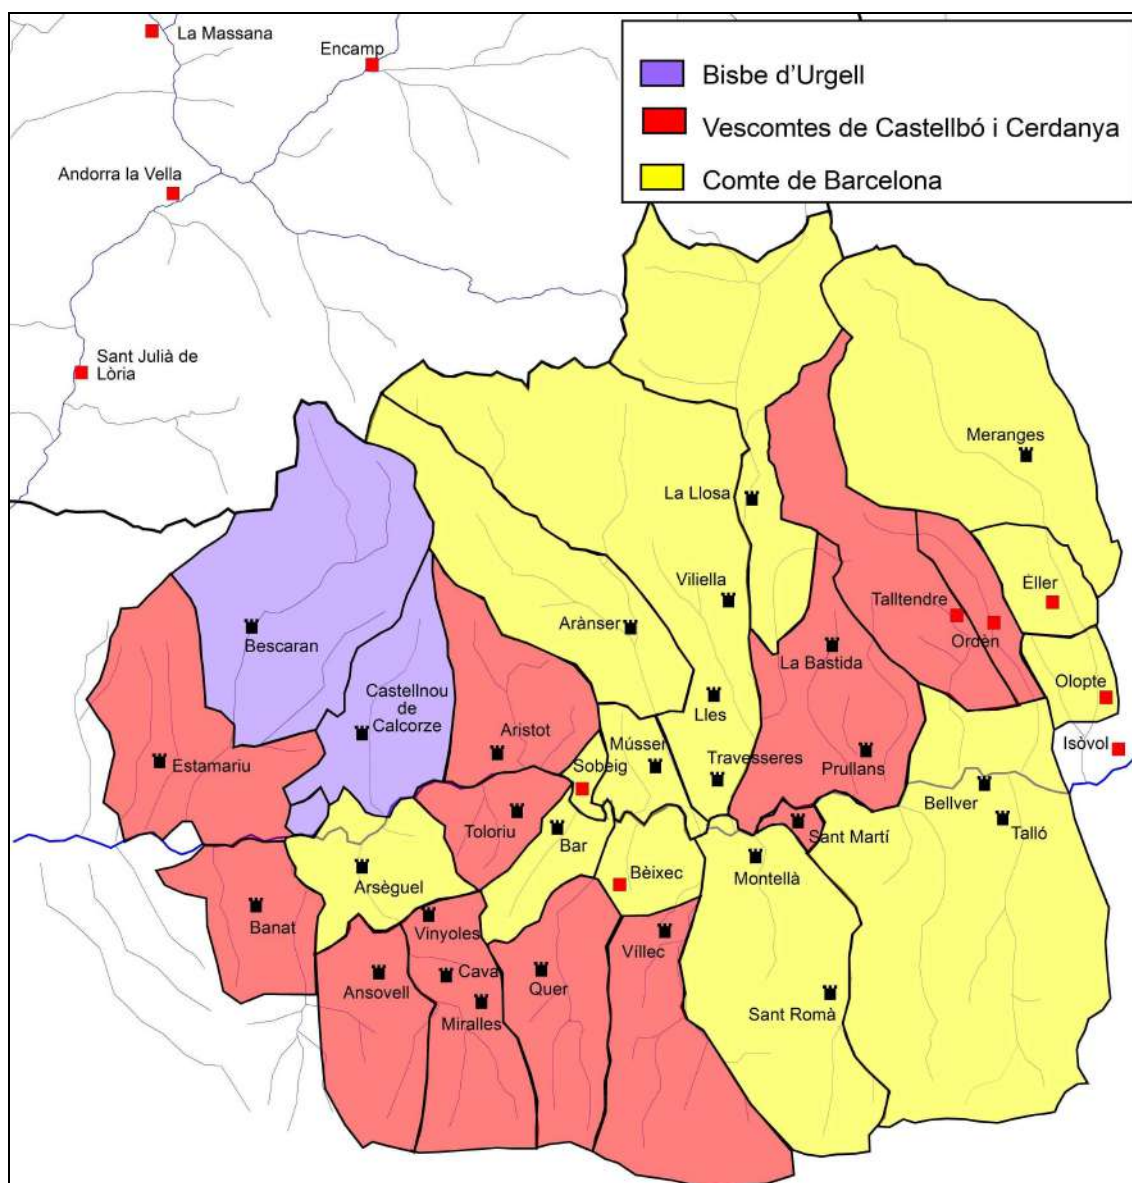 La Massana
Encamp
Bisbe d'Urgell
Vescomtes de Castellbó i Cerdanya
Comte de Barcelona
Andorra la Vella
Sant Julià de
Lòria
Meranges
La Llosa
Viliella
Éller
Talltendre
Ordèn
Arànser
Bescaran
La Bastida
Olopte
Castellnou
de
Calcorze
Lles
Aristot
Músser
Isòvol
Estamariu
Sobeig
Travesseres
Prullans
Bellver
Toloriu
Talló
Bar
Sant Martí
Arsèguel
Bèixec
Montellà
Banat
Vinyoles
Víllec
Cava
Ansovell
Quer
Miralles
Sant Romà